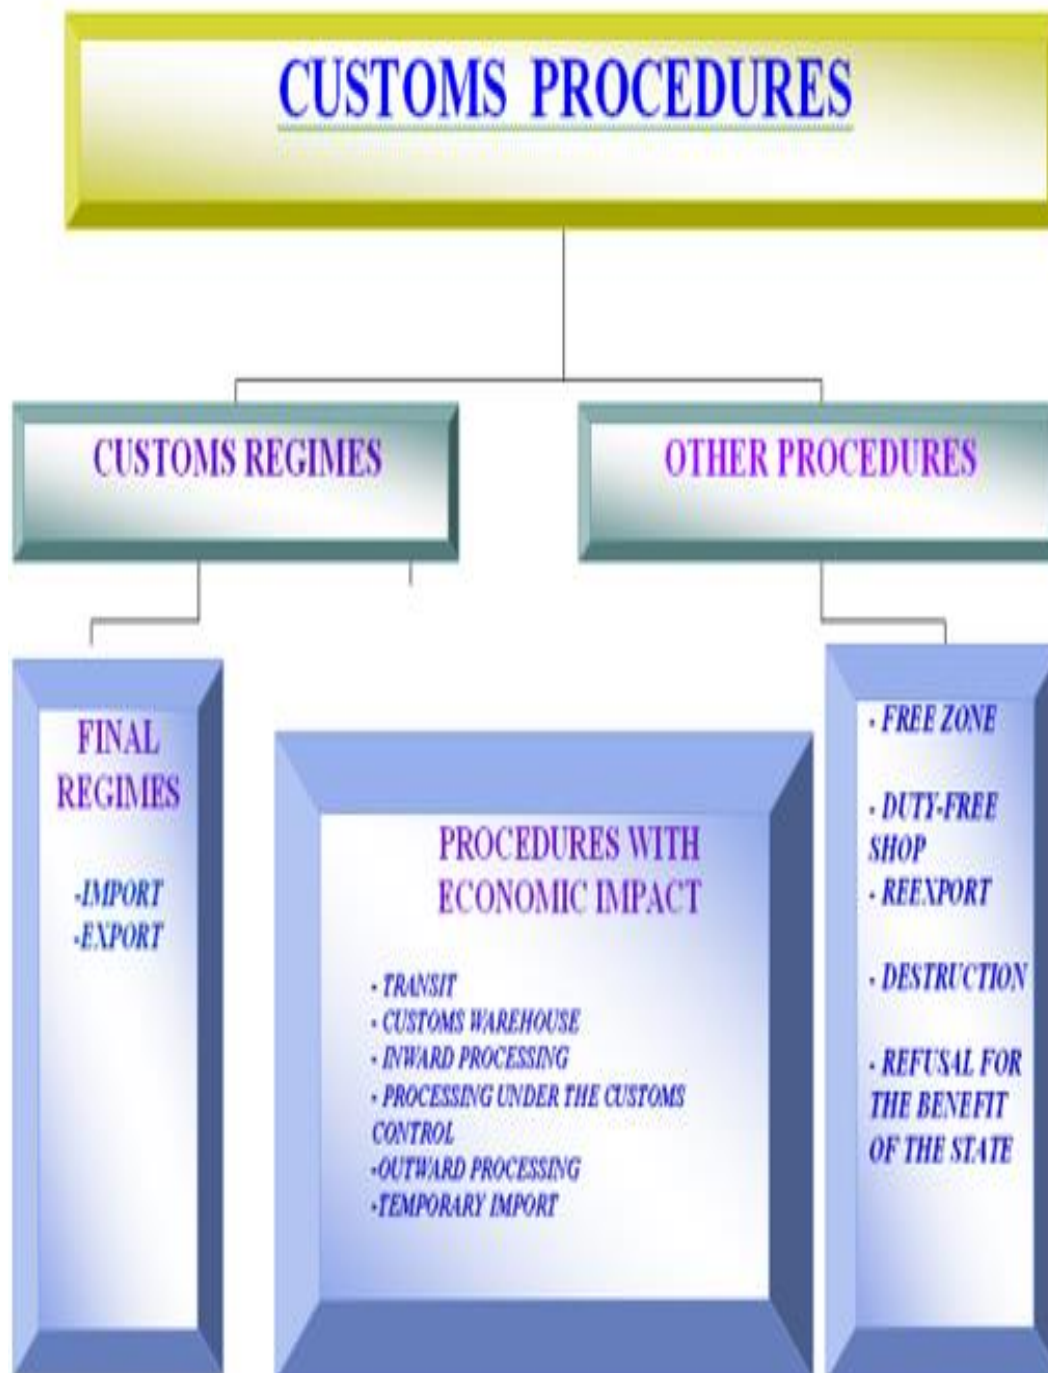 CUSTOMS PROCEDURES
CUSTOMS REGIMES
OTHER PROCEDURES
FINAL
REGIMES
-IMPORT
-EXPORT
PROCEDURES WITH
ECONOMIC IMPACT
- TRANSIT
- CUSTOMS WAREHOUSE
- INWARD PROCESSING
- PROCESSING UNDER THE CUSTOMS
CONTROL
-OUTWARD PROCESSING
-TEMPORARY IMPORT
- FREE ZONE
- DUTY-FREE
SHOP
- REEXPORT
- DESTRUCTION
- REFUSAL FOR
THE BENEFIT
OF THE STATE